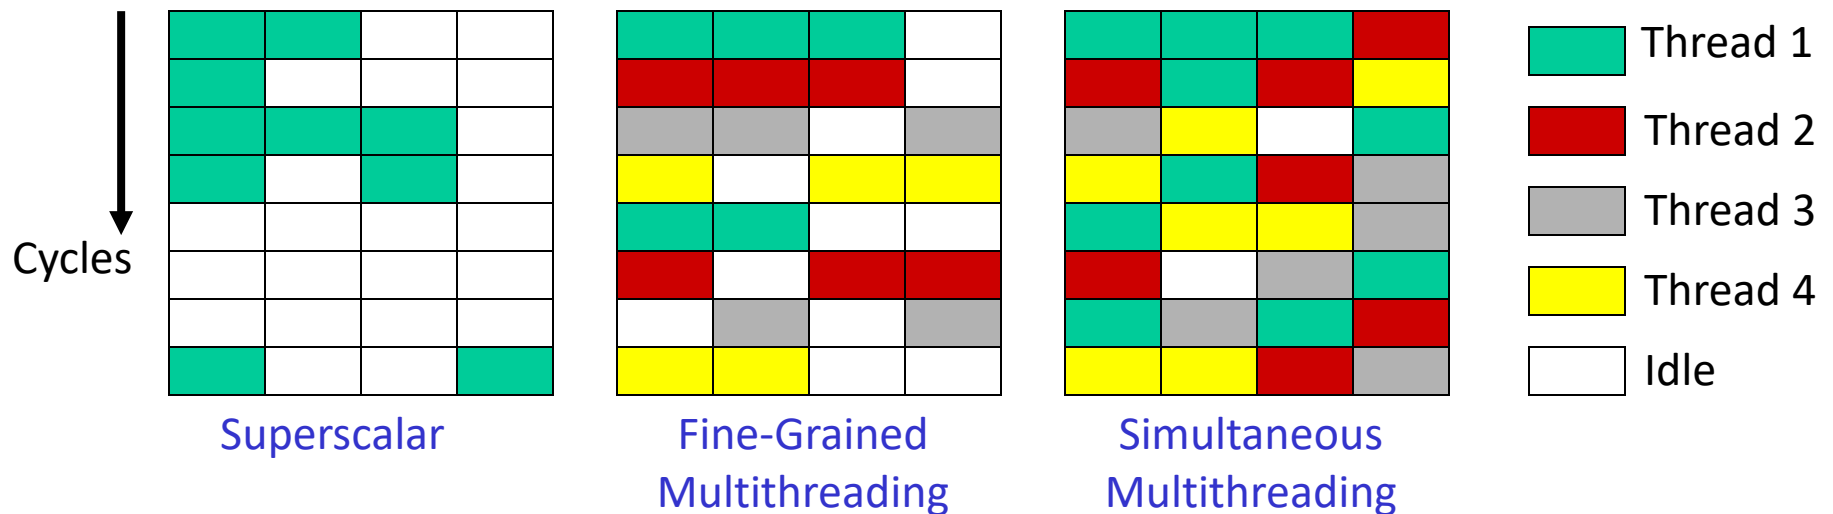 Cycles
Superscalar
Fine-Grained
Multithreading
Simultaneous
Multithreading
Thread 1
Thread 2
Thread 3
Thread 4
Idle